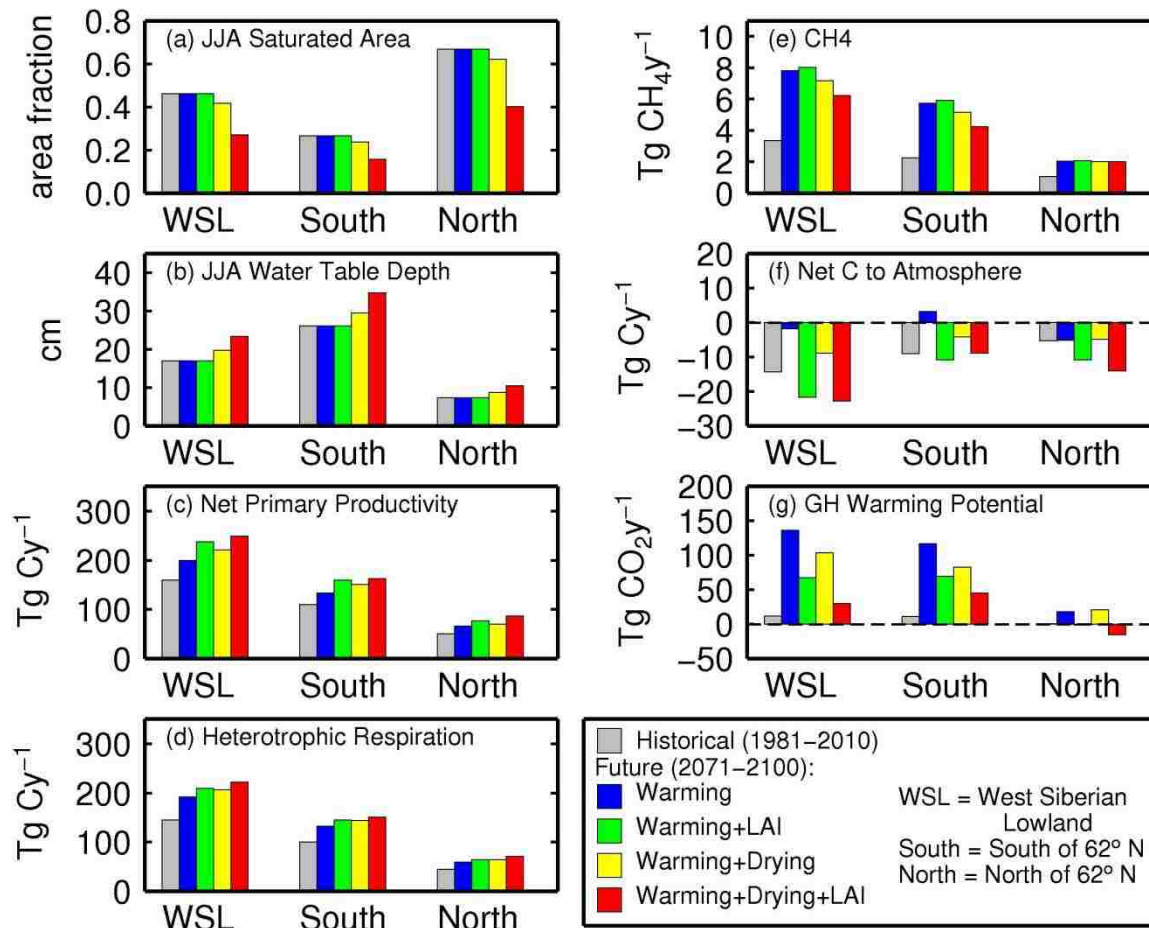 (a) JJA Saturated Area
area fraction
0.8
0.6
0.4
0.2
0.0
WSL South North
(b) JJA Water Table Depth
cm
40
30
20
10
0
WSL South North
(c) Net Primary Productivity
Tg Cy⁻¹
300
200
100
0
WSL South North
(d) Heterotrophic Respiration
Tg Cy⁻¹
300
200
100
0
WSL South North
(e) CH4
Tg CH₄y⁻¹
10
8
6
4
2
0
WSL South North
(f) Net C to Atmosphere
Tg Cy⁻¹
20
10
0
−10
−20
−30
WSL South North
(g) GH Warming Potential
Tg CO₂y⁻¹
200
150
100
50
0
−50
WSL South North
Historical (1981−2010)
Future (2071−2100):
Warming
Warming+LAI
Warming+Drying
Warming+Drying+LAI
WSL = West Siberian
Lowland
South = South of 62º N
North = North of 62º N